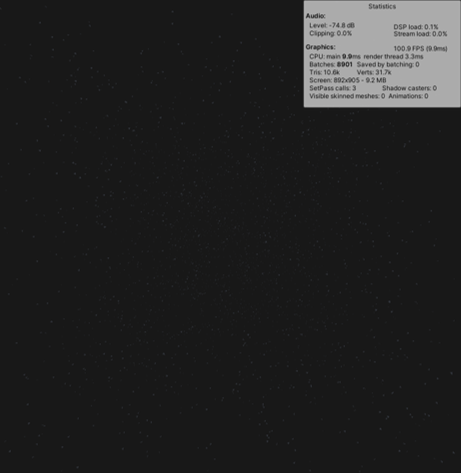 Statistics
Audio:
Level: -74.8 dB DSP load: 0.1%
Clipping: 0.0% Stream load: 0.0%
Graphics: 100.9 FPS (9.9ms)
CPU: main 9.9ms render thread 3.3ms
Batches: 8901 Saved by batching: 0
Tris: 10.6k Verts: 31.7k
Screen: 892x905 - 9.2 MB
SetPass calls: 3 Shadow casters: 0
Visible skinned meshes: 0 Animations: 0